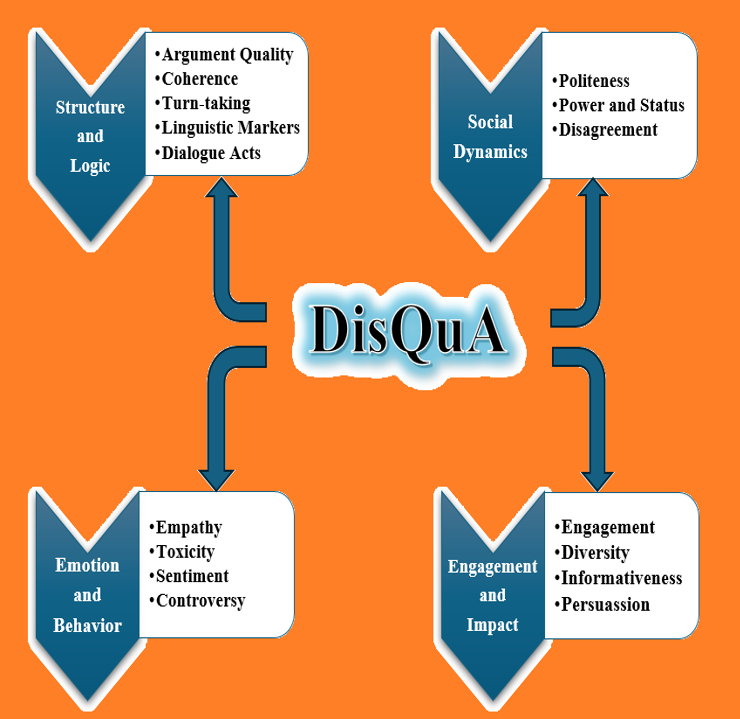 Structure
and
Logic
•Argument Quality
•Coherence
•Turn-taking
•Linguistic Markers
•Dialogue Acts
Social
Dynamics
•Politeness
•Power and Status
•Disagreement
DisQuA
Emotion
and
Behavior
•Empathy
•Toxicity
•Sentiment
•Controversy
Engagement
and
Impact
•Engagement
•Diversity
•Informativeness
•Persuassion